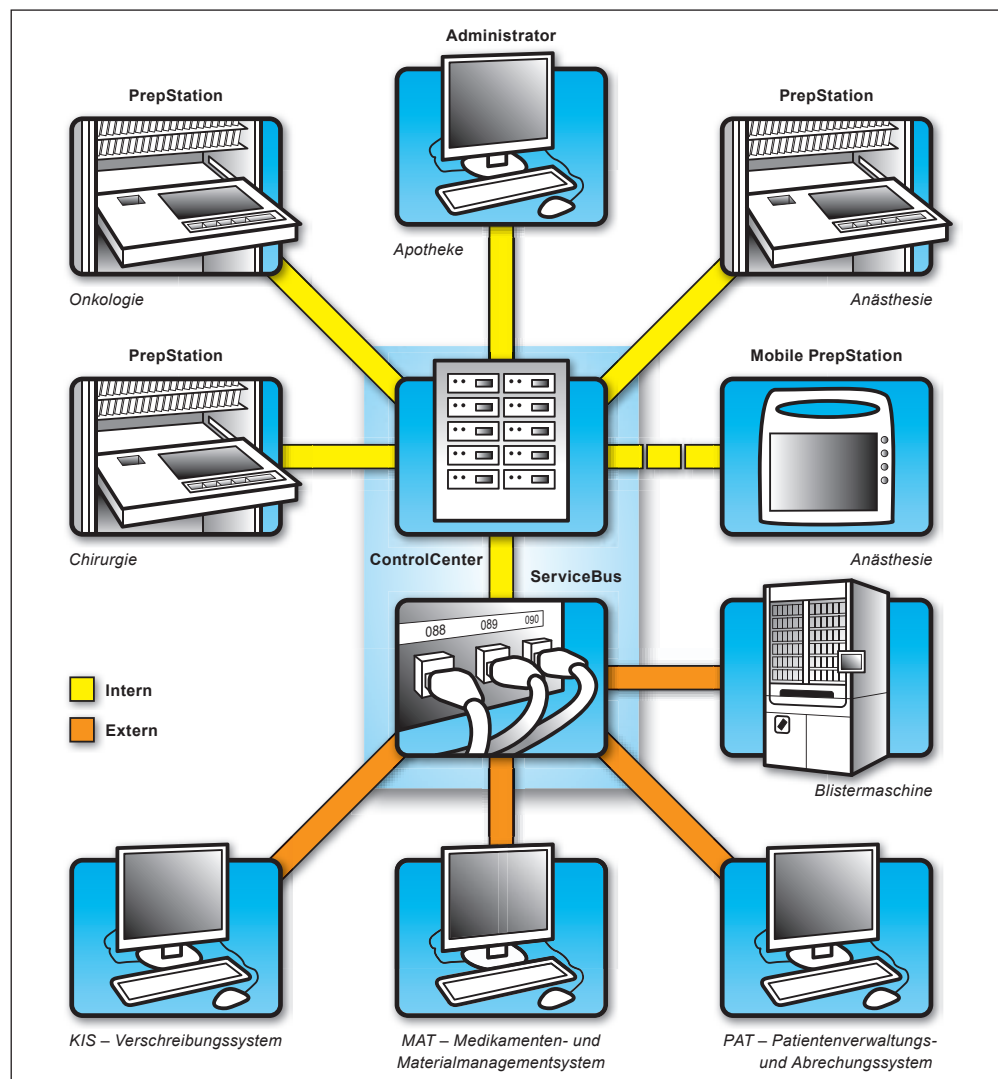 Administrator
PrepStation
PrepStation
Apotheke
Onkologie
Anästhesie
PrepStation
Mobile PrepStation
Chirurgie
Anästhesie
ControlCenter
ServiceBus
088 089 090
Intern
Extern
Blistermaschine
KIS – Verschreibungssystem
MAT – Medikamenten- und
Materialmanagementsystem
PAT – Patientenverwaltungs-
und Abrechungssystem